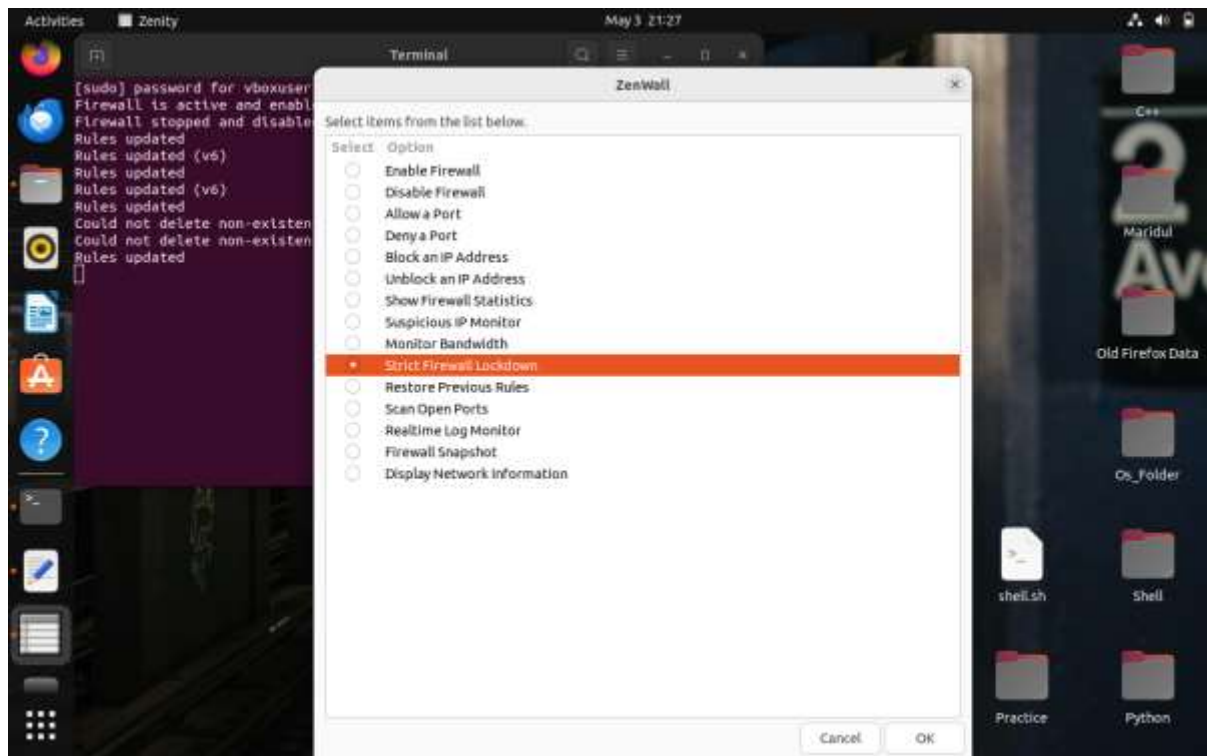 Activities Zenity May 3 21:27
Terminal
[sudo] password for vboxuser
Firewall is active and enabl
Firewall stopped and disable
Rules updated
Rules updated (v6)
Rules updated
Rules updated (v6)
Rules updated
Could not delete non-existen
Could not delete non-existen
Rules updated
ZenWall
Select items from the list below.
Select Option
Enable Firewall
Disable Firewall
Allow a Port
Deny a Port
Block an IP Address
Unblock an IP Address
Show Firewall Statistics
Suspicious IP Monitor
Monitor Bandwidth
Strict Firewall Lockdown
Restore Previous Rules
Scan Open Ports
Realtime Log Monitor
Firewall Snapshot
Display Network Information
Cancel OK
C++
2
Maridul
Av
Old Firefox Data
Os_Folder
shell.sh Shell
Practice Python